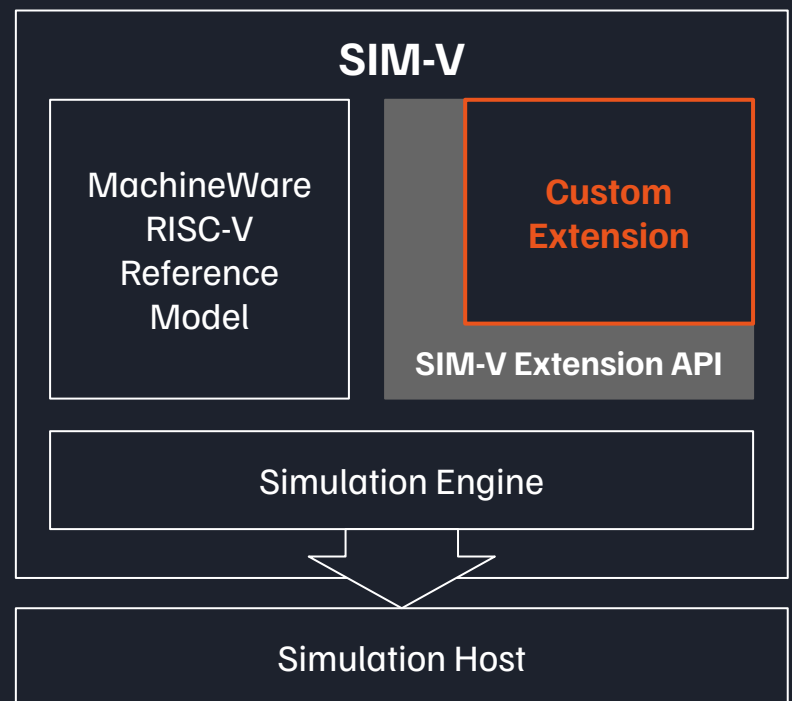 SIM-V
MachineWare
RISC-V
Reference
Model
Custom
Extension
SIM-V Extension API
Simulation Engine
Simulation Host